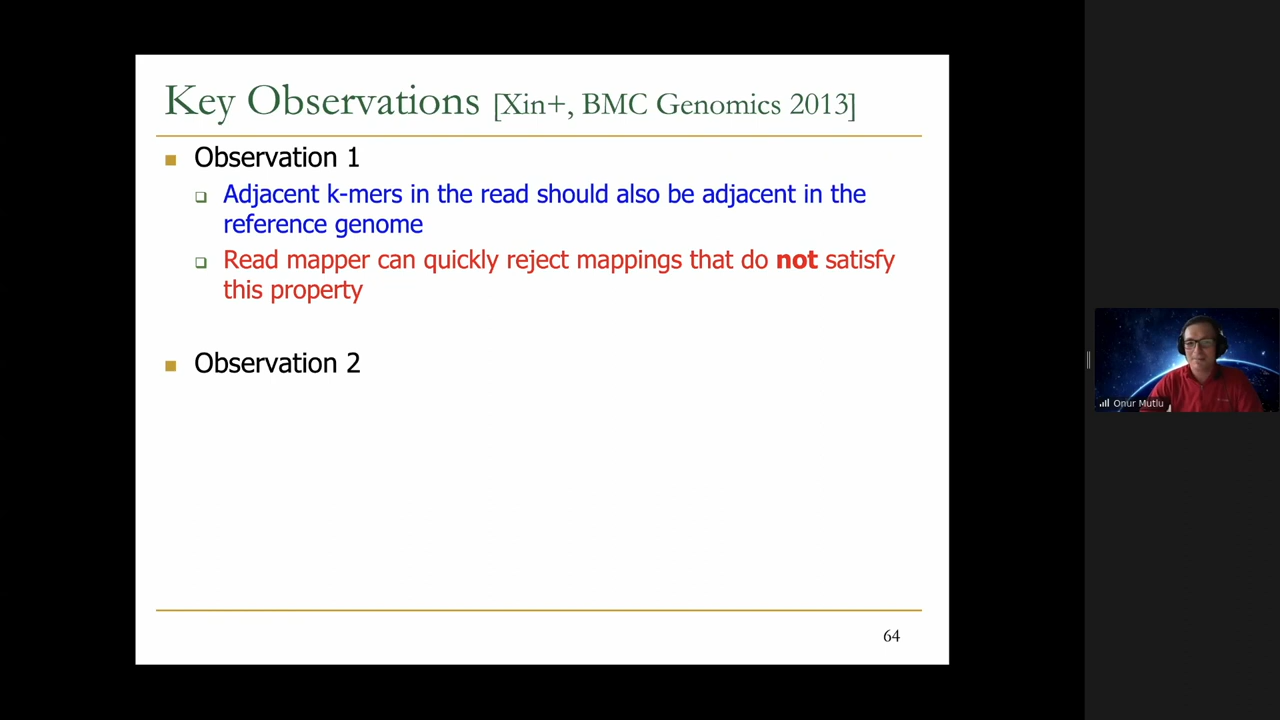 Key Observations [Xin+, BMC Genomics 2013]
Observation 1
Adjacent k-mers in the read should also be adjacent in the
reference genome
Read mapper can quickly reject mappings that do not satisfy
this property
Observation 2
64
Onur Mutlu